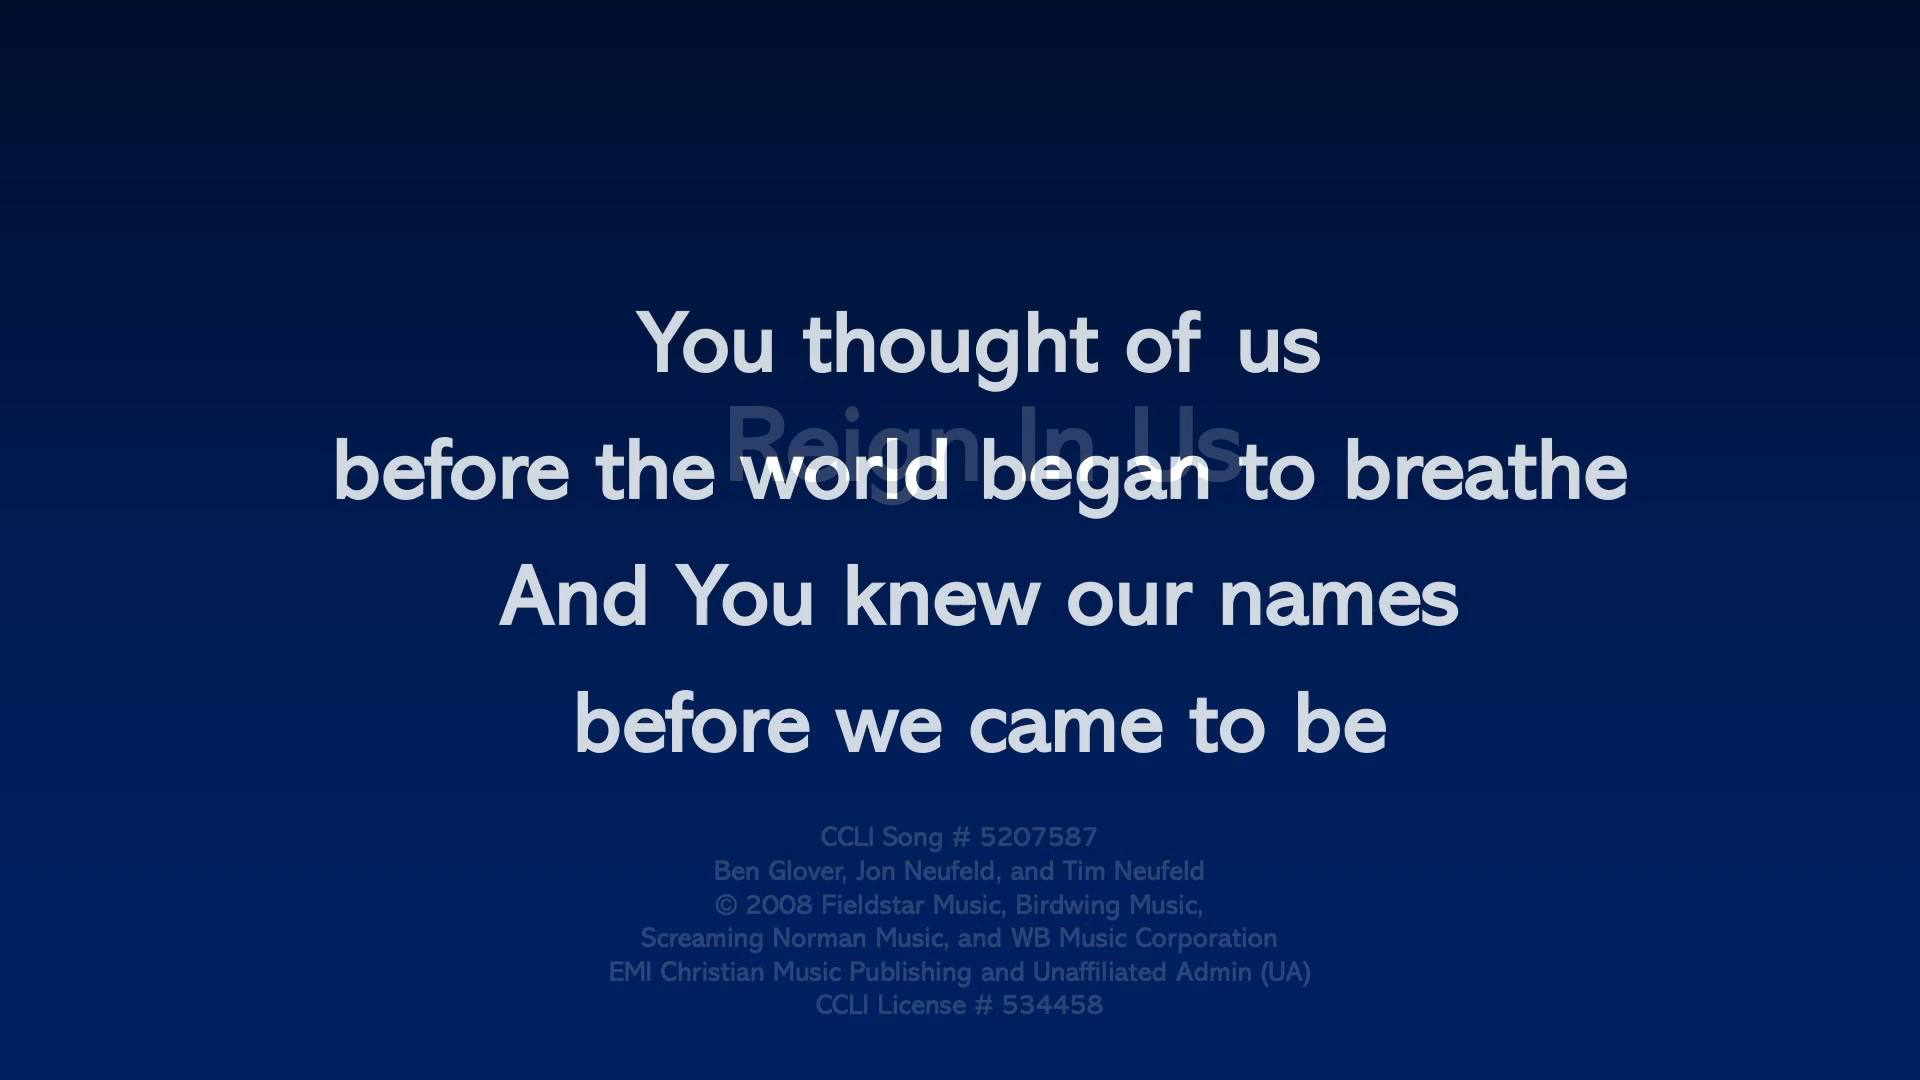 You thought of us
Reign In Us
before the world began to breathe
And You knew our names
before we came to be
CCLI Song # 5207587
Ben Glover, Jon Neufeld, and Tim Neufeld
© 2008 Fieldstar Music, Birdwing Music,
Screaming Norman Music, and WB Music Corporation
EMI Christian Music Publishing and Unaffiliated Admin (UA)
CCLI License # 534458